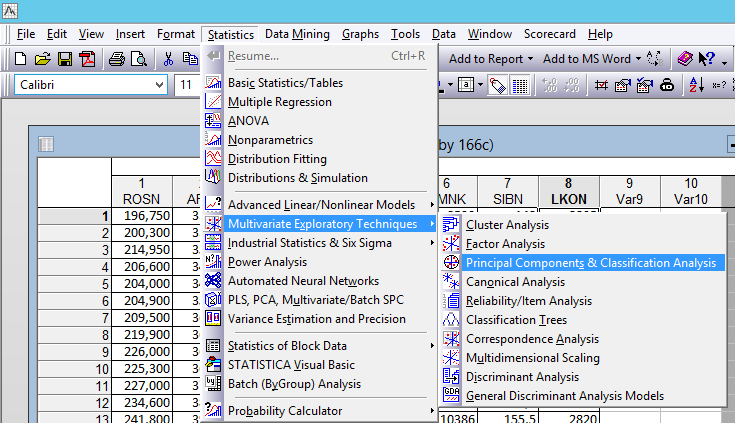 File Edit View Insert Format Statistics Data Mining Graphs Tools Data Window Scorecard Help
Resume... Ctrl+R
Add to Report Add to MS Word
Calibri 11
Basic Statistics/Tables
Multiple Regression
ANOVA
Nonparametrics
Distribution Fitting
Distributions & Simulation
Advanced Linear/Nonlinear Models
Multivariate Exploratory Techniques
Industrial Statistics & Six Sigma
Power Analysis
Automated Neural Networks
PLS, PCA, Multivariate/Batch SPC
Variance Estimation and Precision
Statistics of Block Data
STATISTICA Visual Basic
Batch (ByGroup) Analysis
Probability Calculator
Cluster Analysis
Factor Analysis
Principal Components & Classification Analysis
Canonical Analysis
Reliability/Item Analysis
Classification Trees
Correspondence Analysis
Multidimensional Scaling
Discriminant Analysis
General Discriminant Analysis Models
by 166c)
1 6 7 8 9 10
ROSN MNK SIBN LKON Var9 Var10
1 196,750 3
2 200,300 3
3 214,950 3
4 206,600 3
5 204,000 3
6 204,900 3
7 209,500 3
8 219,900 3
9 226,000 3
10 225,300 3
11 227,000 3
12 234,600 3
13 241,800 3 10386 155,5 2820